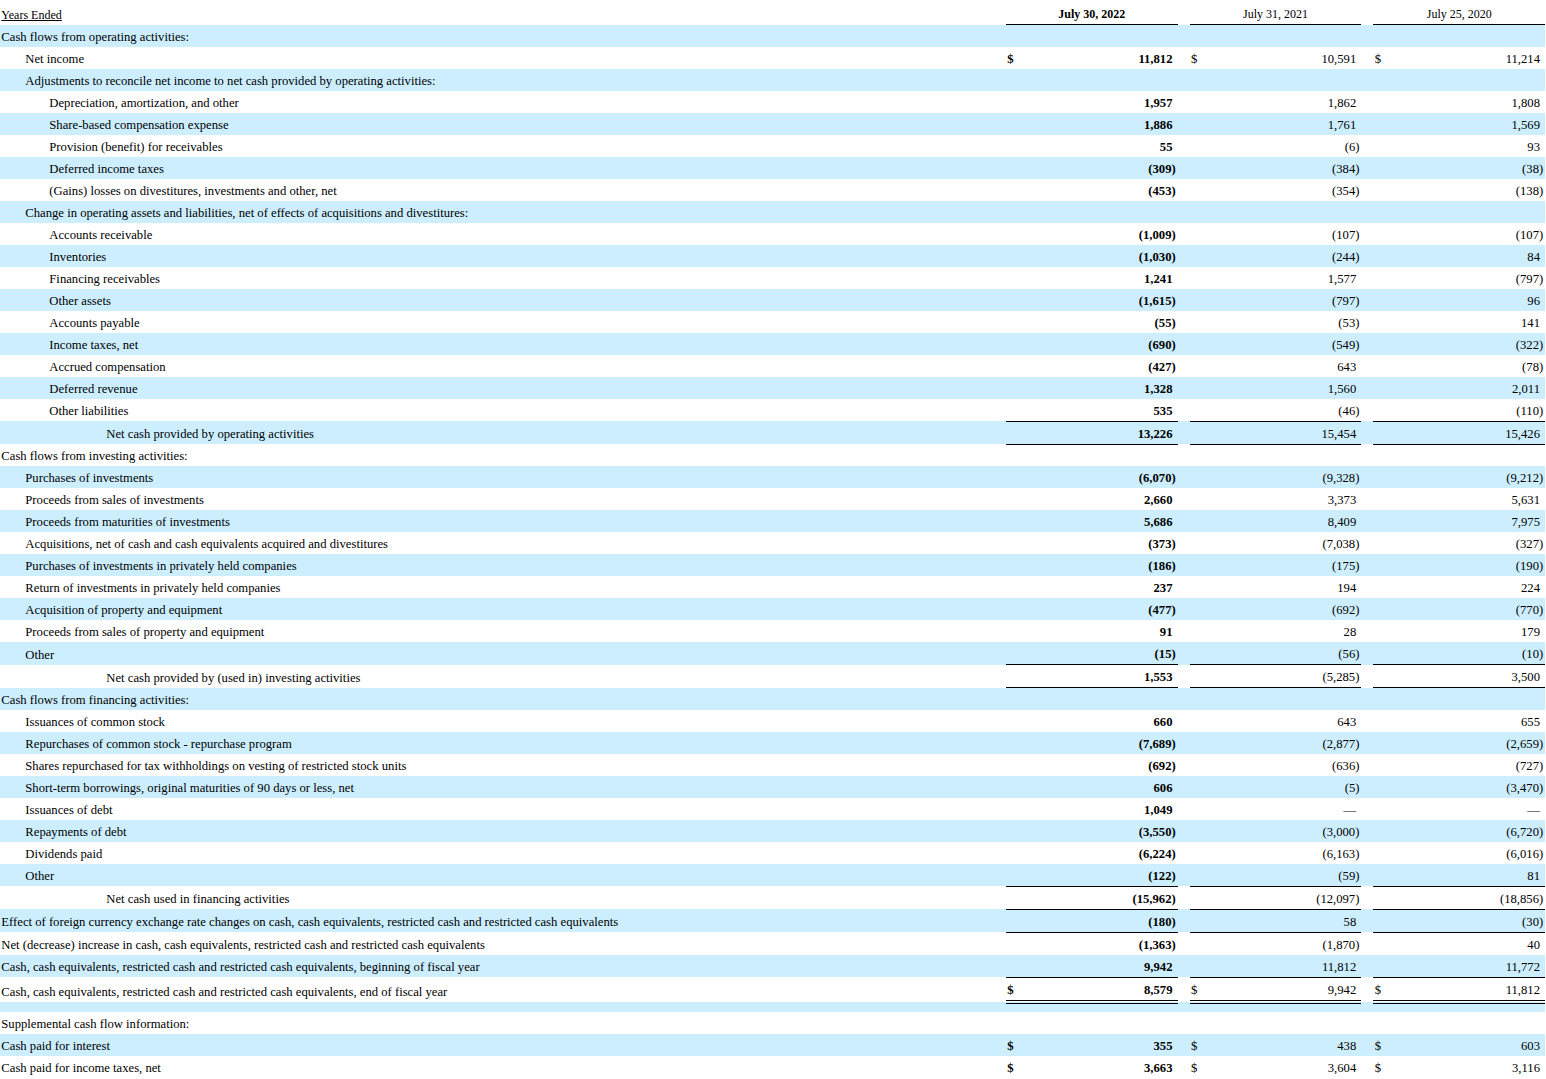 Years Ended July 30, 2022 July 31, 2021 July 25, 2020
Cash flows from operating activities:
Net income $ 11,812 $ 10,591 $ 11,214
Adjustments to reconcile net income to net cash provided by operating activities:
Depreciation, amortization, and other 1,957 1,862 1,808
Share-based compensation expense 1,886 1,761 1,569
Provision (benefit) for receivables 55 (6) 93
Deferred income taxes (309) (384) (38)
(Gains) losses on divestitures, investments and other, net (453) (354) (138)
Change in operating assets and liabilities, net of effects of acquisitions and divestitures:
Accounts receivable (1,009) (107) (107)
Inventories (1,030) (244) 84
Financing receivables 1,241 1,577 (797)
Other assets (1,615) (797) 96
Accounts payable (55) (53) 141
Income taxes, net (690) (549) (322)
Accrued compensation (427) 643 (78)
Deferred revenue 1,328 1,560 2,011
Other liabilities 535 (46) (110)
Net cash provided by operating activities 13,226 15,454 15,426
Cash flows from investing activities:
Purchases of investments (6,070) (9,328) (9,212)
Proceeds from sales of investments 2,660 3,373 5,631
Proceeds from maturities of investments 5,686 8,409 7,975
Acquisitions, net of cash and cash equivalents acquired and divestitures (373) (7,038) (327)
Purchases of investments in privately held companies (186) (175) (190)
Return of investments in privately held companies 237 194 224
Acquisition of property and equipment (477) (692) (770)
Proceeds from sales of property and equipment 91 28 179
Other (15) (56) (10)
Net cash provided by (used in) investing activities 1,553 (5,285) 3,500
Cash flows from financing activities:
Issuances of common stock 660 643 655
Repurchases of common stock - repurchase program (7,689) (2,877) (2,659)
Shares repurchased for tax withholdings on vesting of restricted stock units (692) (636) (727)
Short-term borrowings, original maturities of 90 days or less, net 606 (5) (3,470)
Issuances of debt 1,049 — —
Repayments of debt (3,550) (3,000) (6,720)
Dividends paid (6,224) (6,163) (6,016)
Other (122) (59) 81
Net cash used in financing activities (15,962) (12,097) (18,856)
Effect of foreign currency exchange rate changes on cash, cash equivalents, restricted cash and restricted cash equivalents (180) 58 (30)
Net (decrease) increase in cash, cash equivalents, restricted cash and restricted cash equivalents (1,363) (1,870) 40
Cash, cash equivalents, restricted cash and restricted cash equivalents, beginning of fiscal year 9,942 11,812 11,772
Cash, cash equivalents, restricted cash and restricted cash equivalents, end of fiscal year $ 8,579 $ 9,942 $ 11,812
Supplemental cash flow information:
Cash paid for interest $ 355 $ 438 $ 603
Cash paid for income taxes, net $ 3,663 $ 3,604 $ 3,116